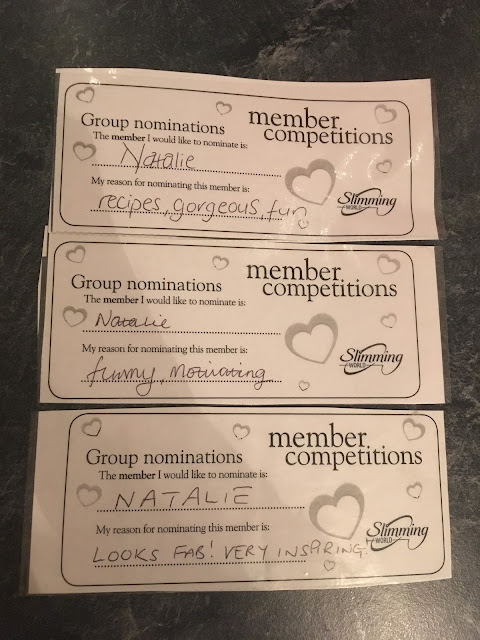 member
competitions
Group nominations
The member I would like to nominate is:
Natalie
My reason for nominating this member is:
recipes, gorgeous, fun
Slimming
WORLD
member
competitions
Group nominations
The member I would like to nominate is:
Natalie
My reason for nominating this member is:
funny, motivating
Slimming
WORLD
member
competitions
Group nominations
The member I would like to nominate is:
NATALIE
My reason for nominating this member is:
LOOKS FAB! VERY INSPIRING.
Slimming
WORLD